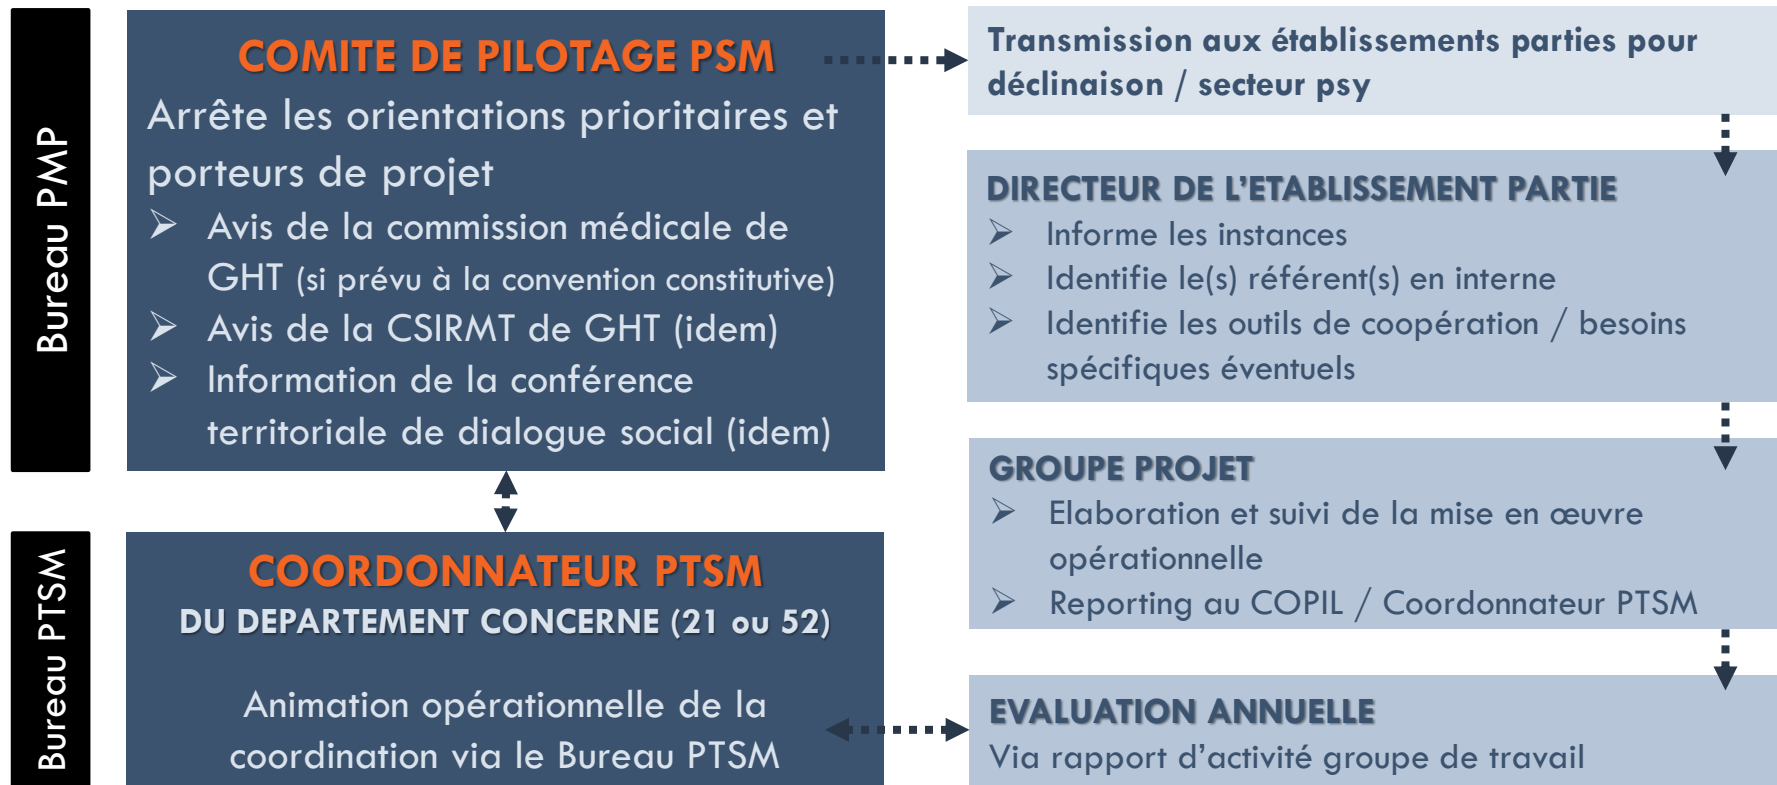 Bureau PMP
COMITE DE PILOTAGE PSM
Arrête les orientations prioritaires et
porteurs de projet
➢ Avis de la commission médicale de
GHT (si prévu à la convention constitutive)
➢ Avis de la CSIRMT de GHT (idem)
➢ Information de la conférence
territoriale de dialogue social (idem)
Transmission aux établissements parties pour
déclinaison / secteur psy
DIRECTEUR DE L’ETABLISSEMENT PARTIE
➢ Informe les instances
➢ Identifie le(s) référent(s) en interne
➢ Identifie les outils de coopération / besoins
spécifiques éventuels
GROUPE PROJET
➢ Elaboration et suivi de la mise en œuvre
opérationnelle
➢ Reporting au COPIL / Coordonnateur PTSM
Bureau PTSM
COORDONNATEUR PTSM
DU DEPARTEMENT CONCERNE (21 ou 52)
Animation opérationnelle de la
coordination via le Bureau PTSM
EVALUATION ANNUELLE
Via rapport d’activité groupe de travail